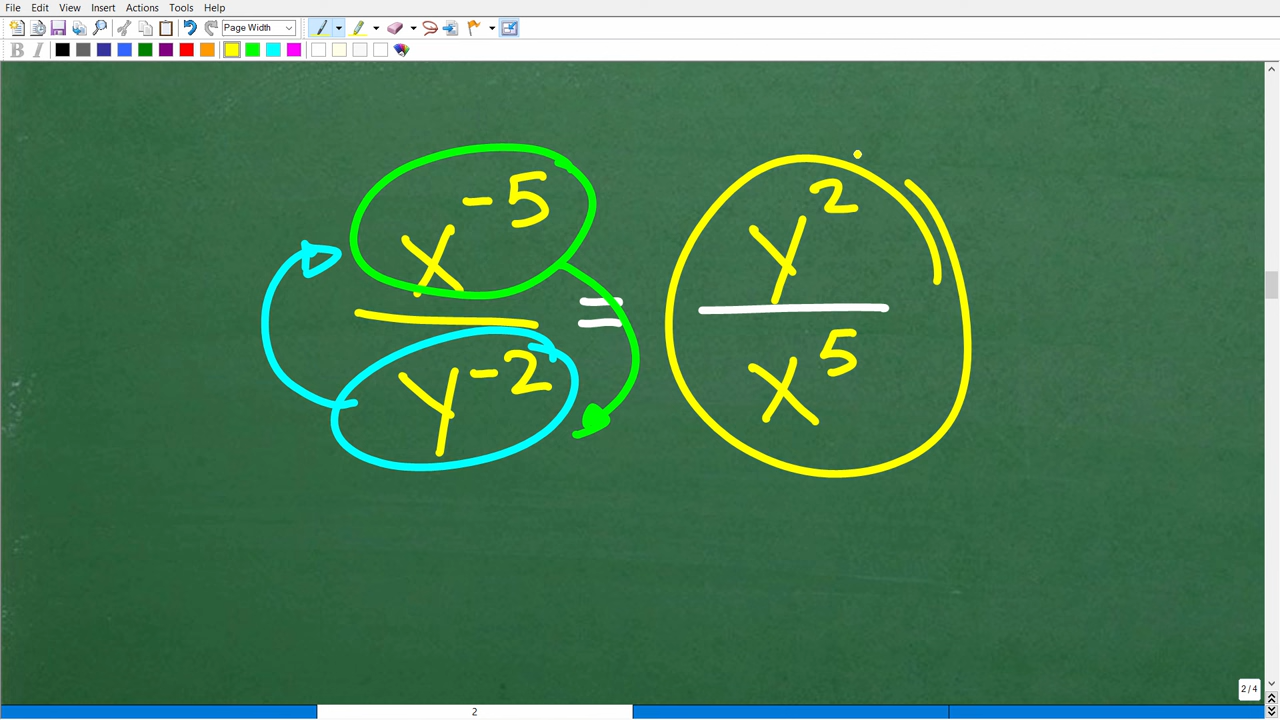 File Edit View Insert Actions Tools Help
Page Width
B I
x^-5 / y^-2 = y^2 / x^5
2/4
2